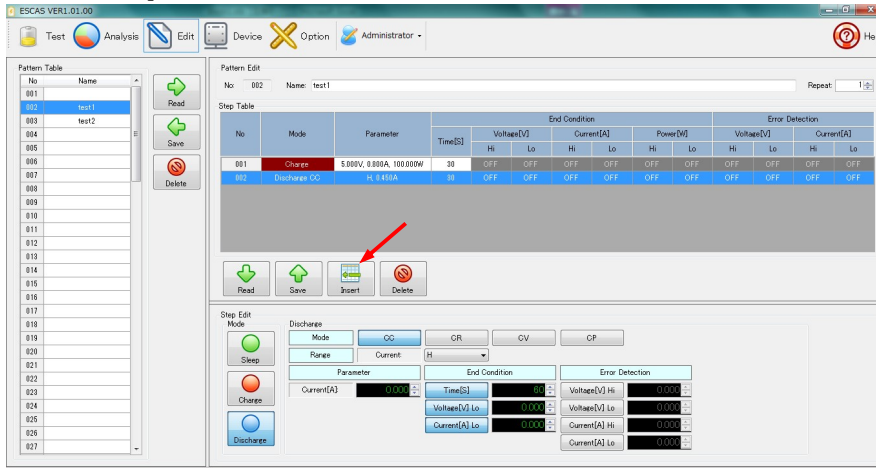 ESCAS VER1.01.00
Test Analysis Edit Device Option Administrator He
Pattern Table
No Name
001
002 test1
003 test2
004
005
006
007
008
009
010
011
012
013
014
015
016
017
018
019
020
021
022
023
024
025
026
027
Read
Save
Delete
Pattern Edit
No: 002 Name: test1 Repeat: 1
Step Table
No Mode Parameter End Condition Error Detection
Time[S] Voltage[V] Current[A] Power[W] Voltage[V] Current[A]
Hi Lo Hi Lo Hi Lo Hi Lo Hi Lo
001 Charge 5.000V, 0.800A, 100.000W 30 OFF OFF OFF OFF OFF OFF OFF OFF OFF OFF
002 Discharge CC H, 0.450A 30 OFF OFF OFF OFF OFF OFF OFF OFF OFF OFF
Read Save Insert Delete
Step Edit
Mode
Sleep
Charge
Discharge
Discharge
Mode CC CR CV CP
Range Current: H
Parameter End Condition Error Detection
Current[A] 0.000 Time[S] 60 Voltage[V] Hi 0.000
Voltage[V] Lo 0.000 Voltage[V] Lo 0.000
Current[A] Lo 0.000 Current[A] Hi 0.000
Current[A] Lo 0.000